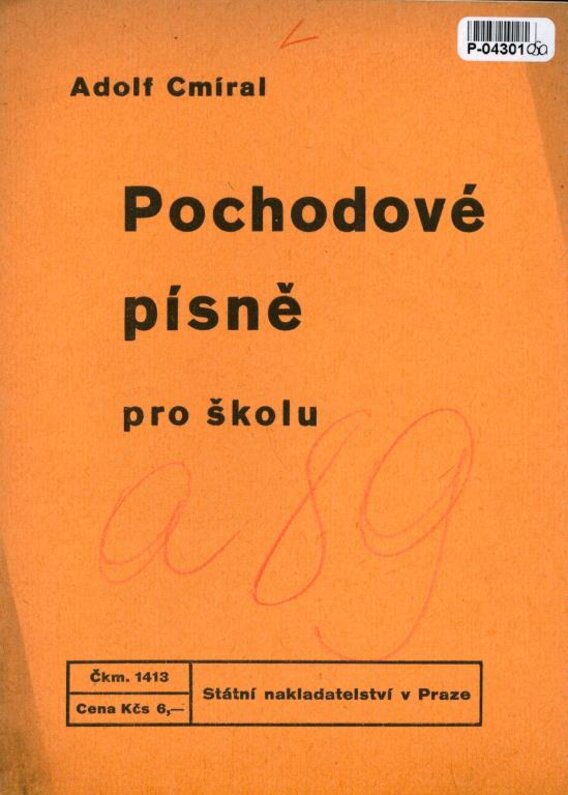 P-04301
Adolf Cmíral
Pochodové
písně
pro školu
a 89
Čkm. 1413
Cena Kčs 6,—
Státní nakladatelství v Praze